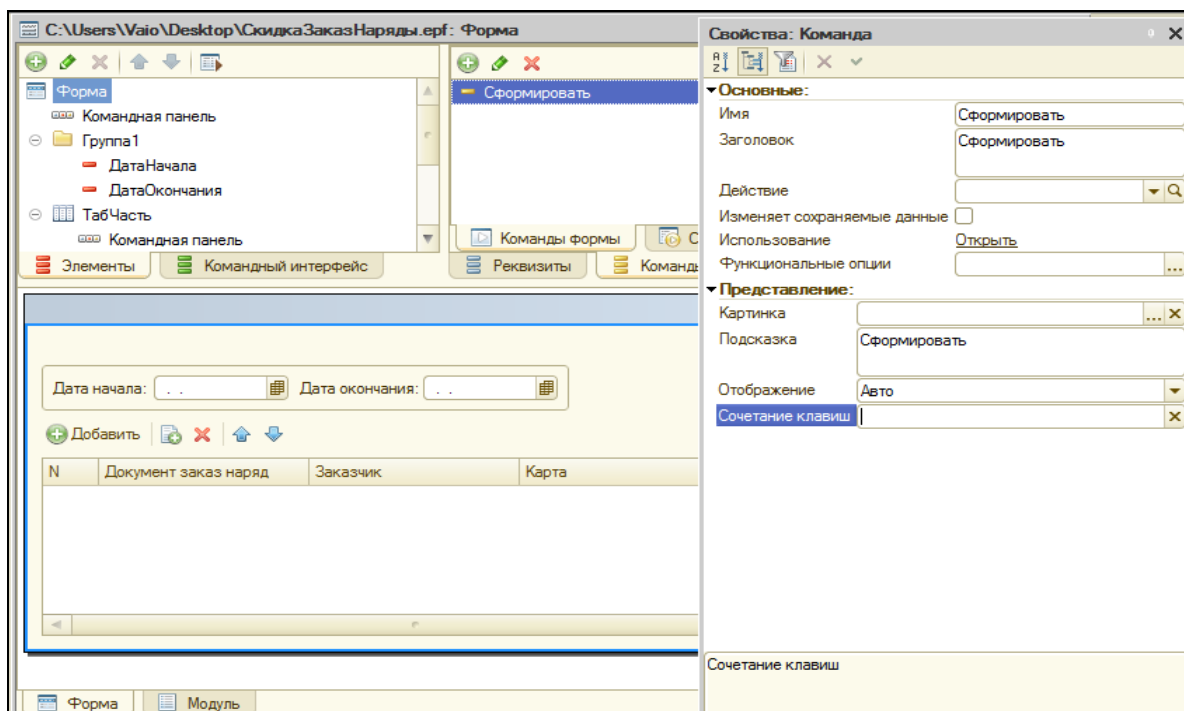 C:\Users\Vaio\Desktop\СкидкаЗаказНаряды.epf: Форма
Форма
Командная панель
Группа1
ДатаНачала
ДатаОкончания
ТабЧасть
Командная панель
Элементы
Командный интерфейс
Сформировать
Команды формы
С
Реквизиты
Команды
Дата начала: . .
Дата окончания: . .
Добавить
N
Документ заказ наряд
Заказчик
Карта
Форма
Модуль
Свойства: Команда
Основные:
Имя
Сформировать
Заголовок
Сформировать
Действие
Изменяет сохраняемые данные
Использование
Открыть
Функциональные опции
...
Представление:
Картинка
...
Подсказка
Сформировать
Отображение
Авто
Сочетание клавиш
Сочетание клавиш